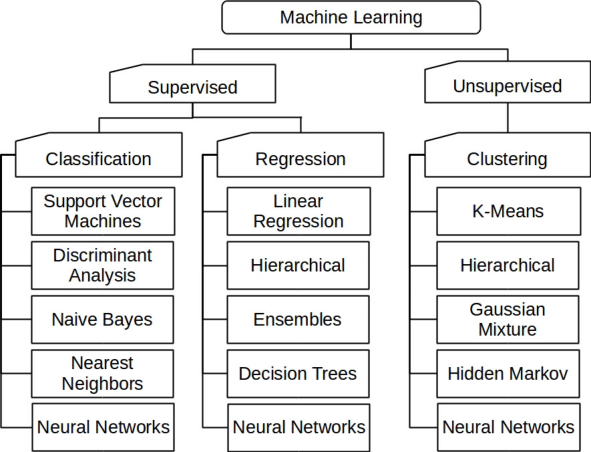 Machine Learning
Supervised
Unsupervised
Classification
Regression
Clustering
Support Vector
Machines
Linear
Regression
K-Means
Discriminant
Analysis
Hierarchical
Hierarchical
Naive Bayes
Ensembles
Gaussian
Mixture
Nearest
Neighbors
Decision Trees
Hidden Markov
Neural Networks
Neural Networks
Neural Networks